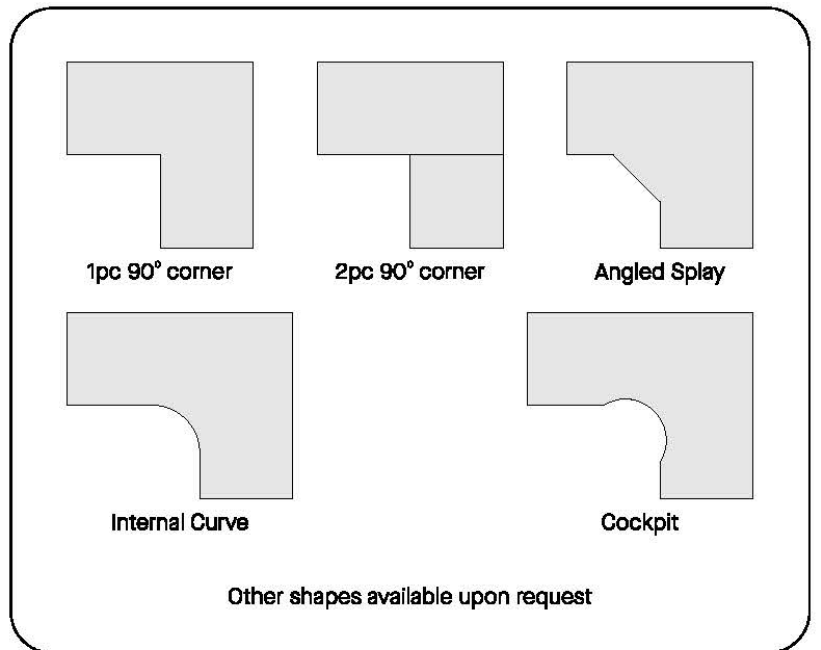 1pc 90° corner
2pc 90° corner
Angled Splay
Internal Curve
Cockpit
Other shapes available upon request